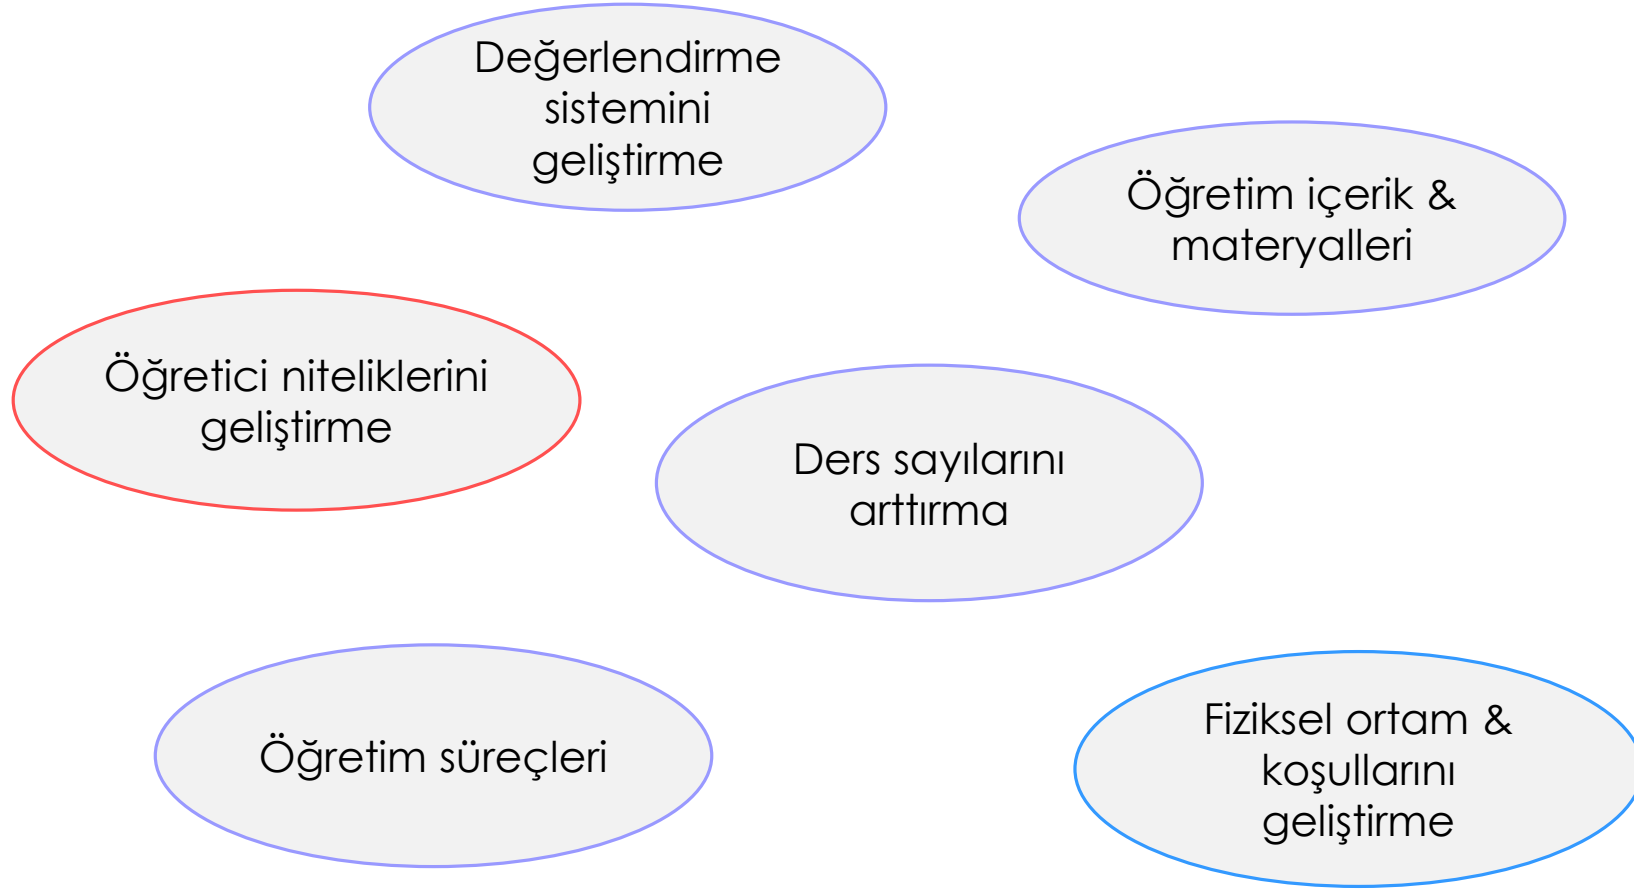 Değerlendirme
sistemini
geliştirme
Öğretim içerik &
materyalleri
Öğretici niteliklerini
geliştirme
Ders sayılarını
arttırma
Öğretim süreçleri
Fiziksel ortam &
koşullarını
geliştirme